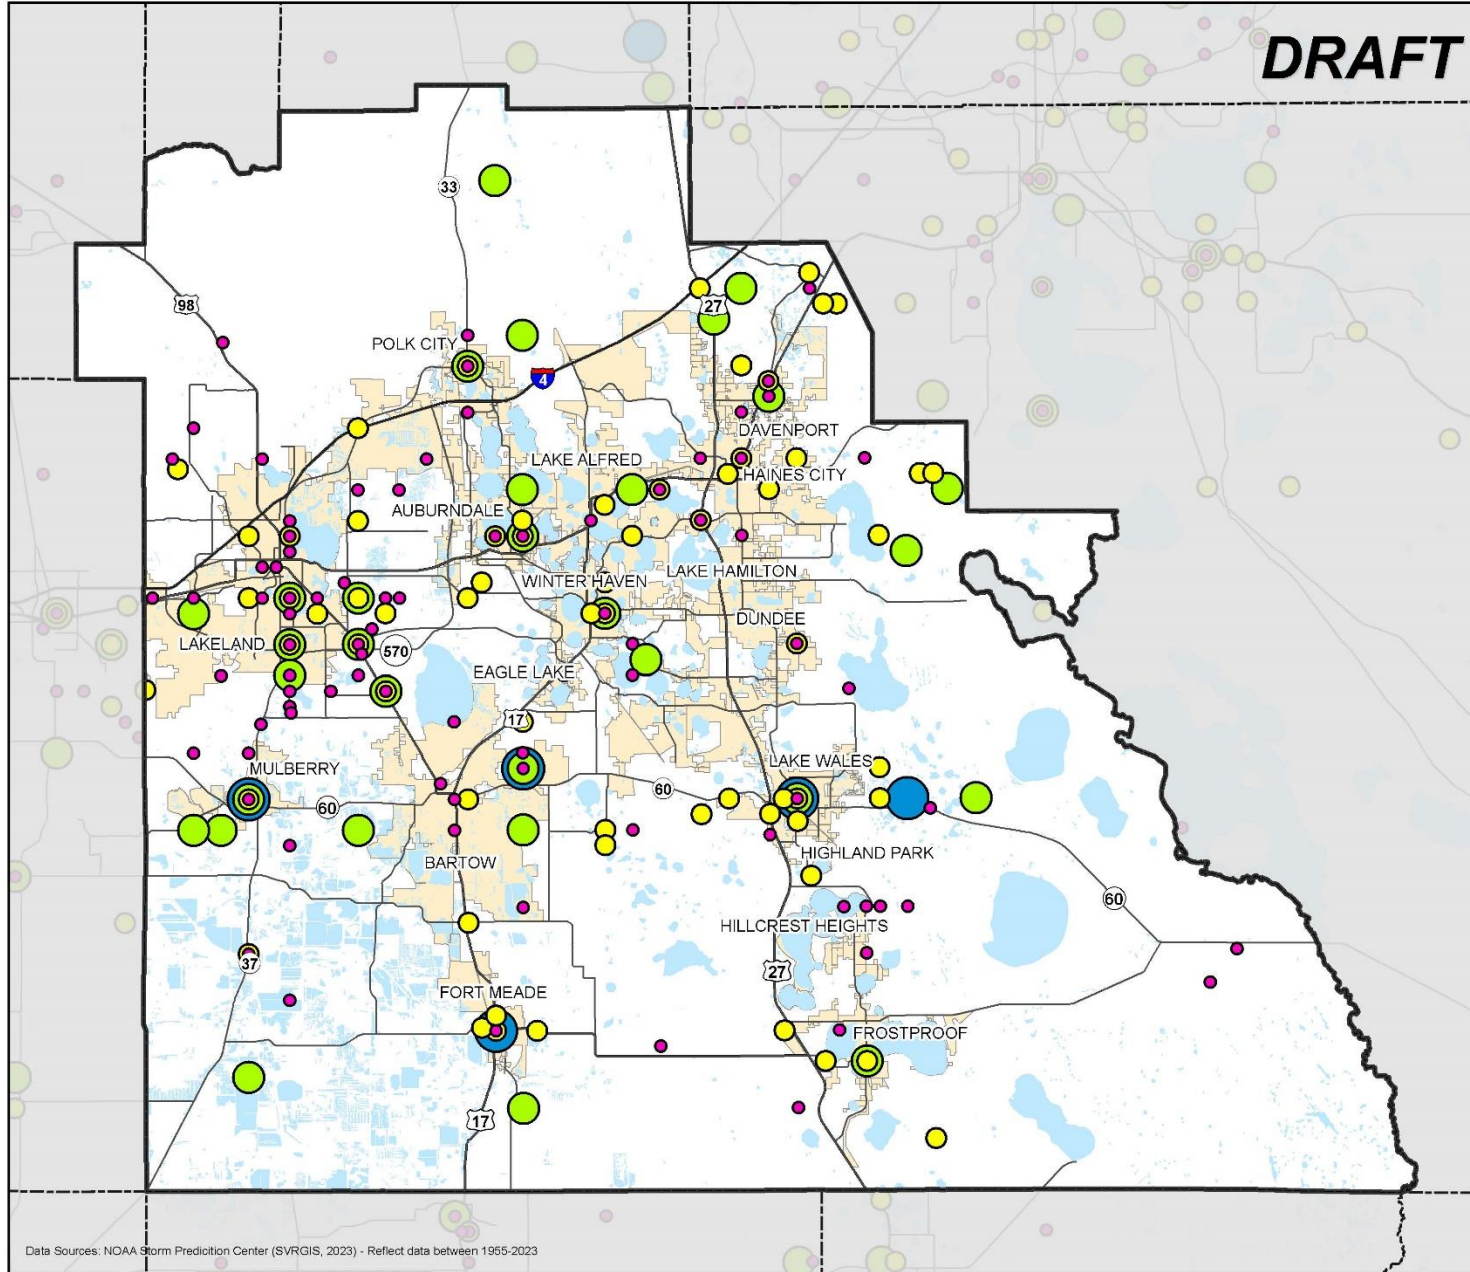 DRAFT
33
98
27
POLK CITY
4
DAVENPORT
LAKE ALFRED
HAINES CITY
AUBURNDALE
LAKE HAMILTON
WINTER HAVEN
DUNDEE
LAKELAND
570
EAGLE LAKE
17
LAKE WALES
MULBERRY
60
60
HIGHLAND PARK
BARTOW
60
HILLCREST HEIGHTS
37
27
FORT MEADE
FROSTPROOF
17
Data Sources: NOAA Storm Predicition Center (SVRGIS, 2023) - Reflect data between 1955-2023